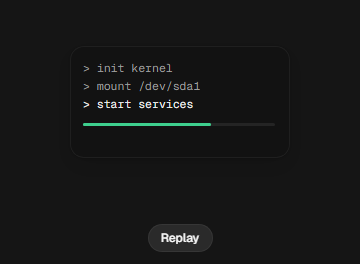 > init kernel
> mount /dev/sda1
> start services
Replay